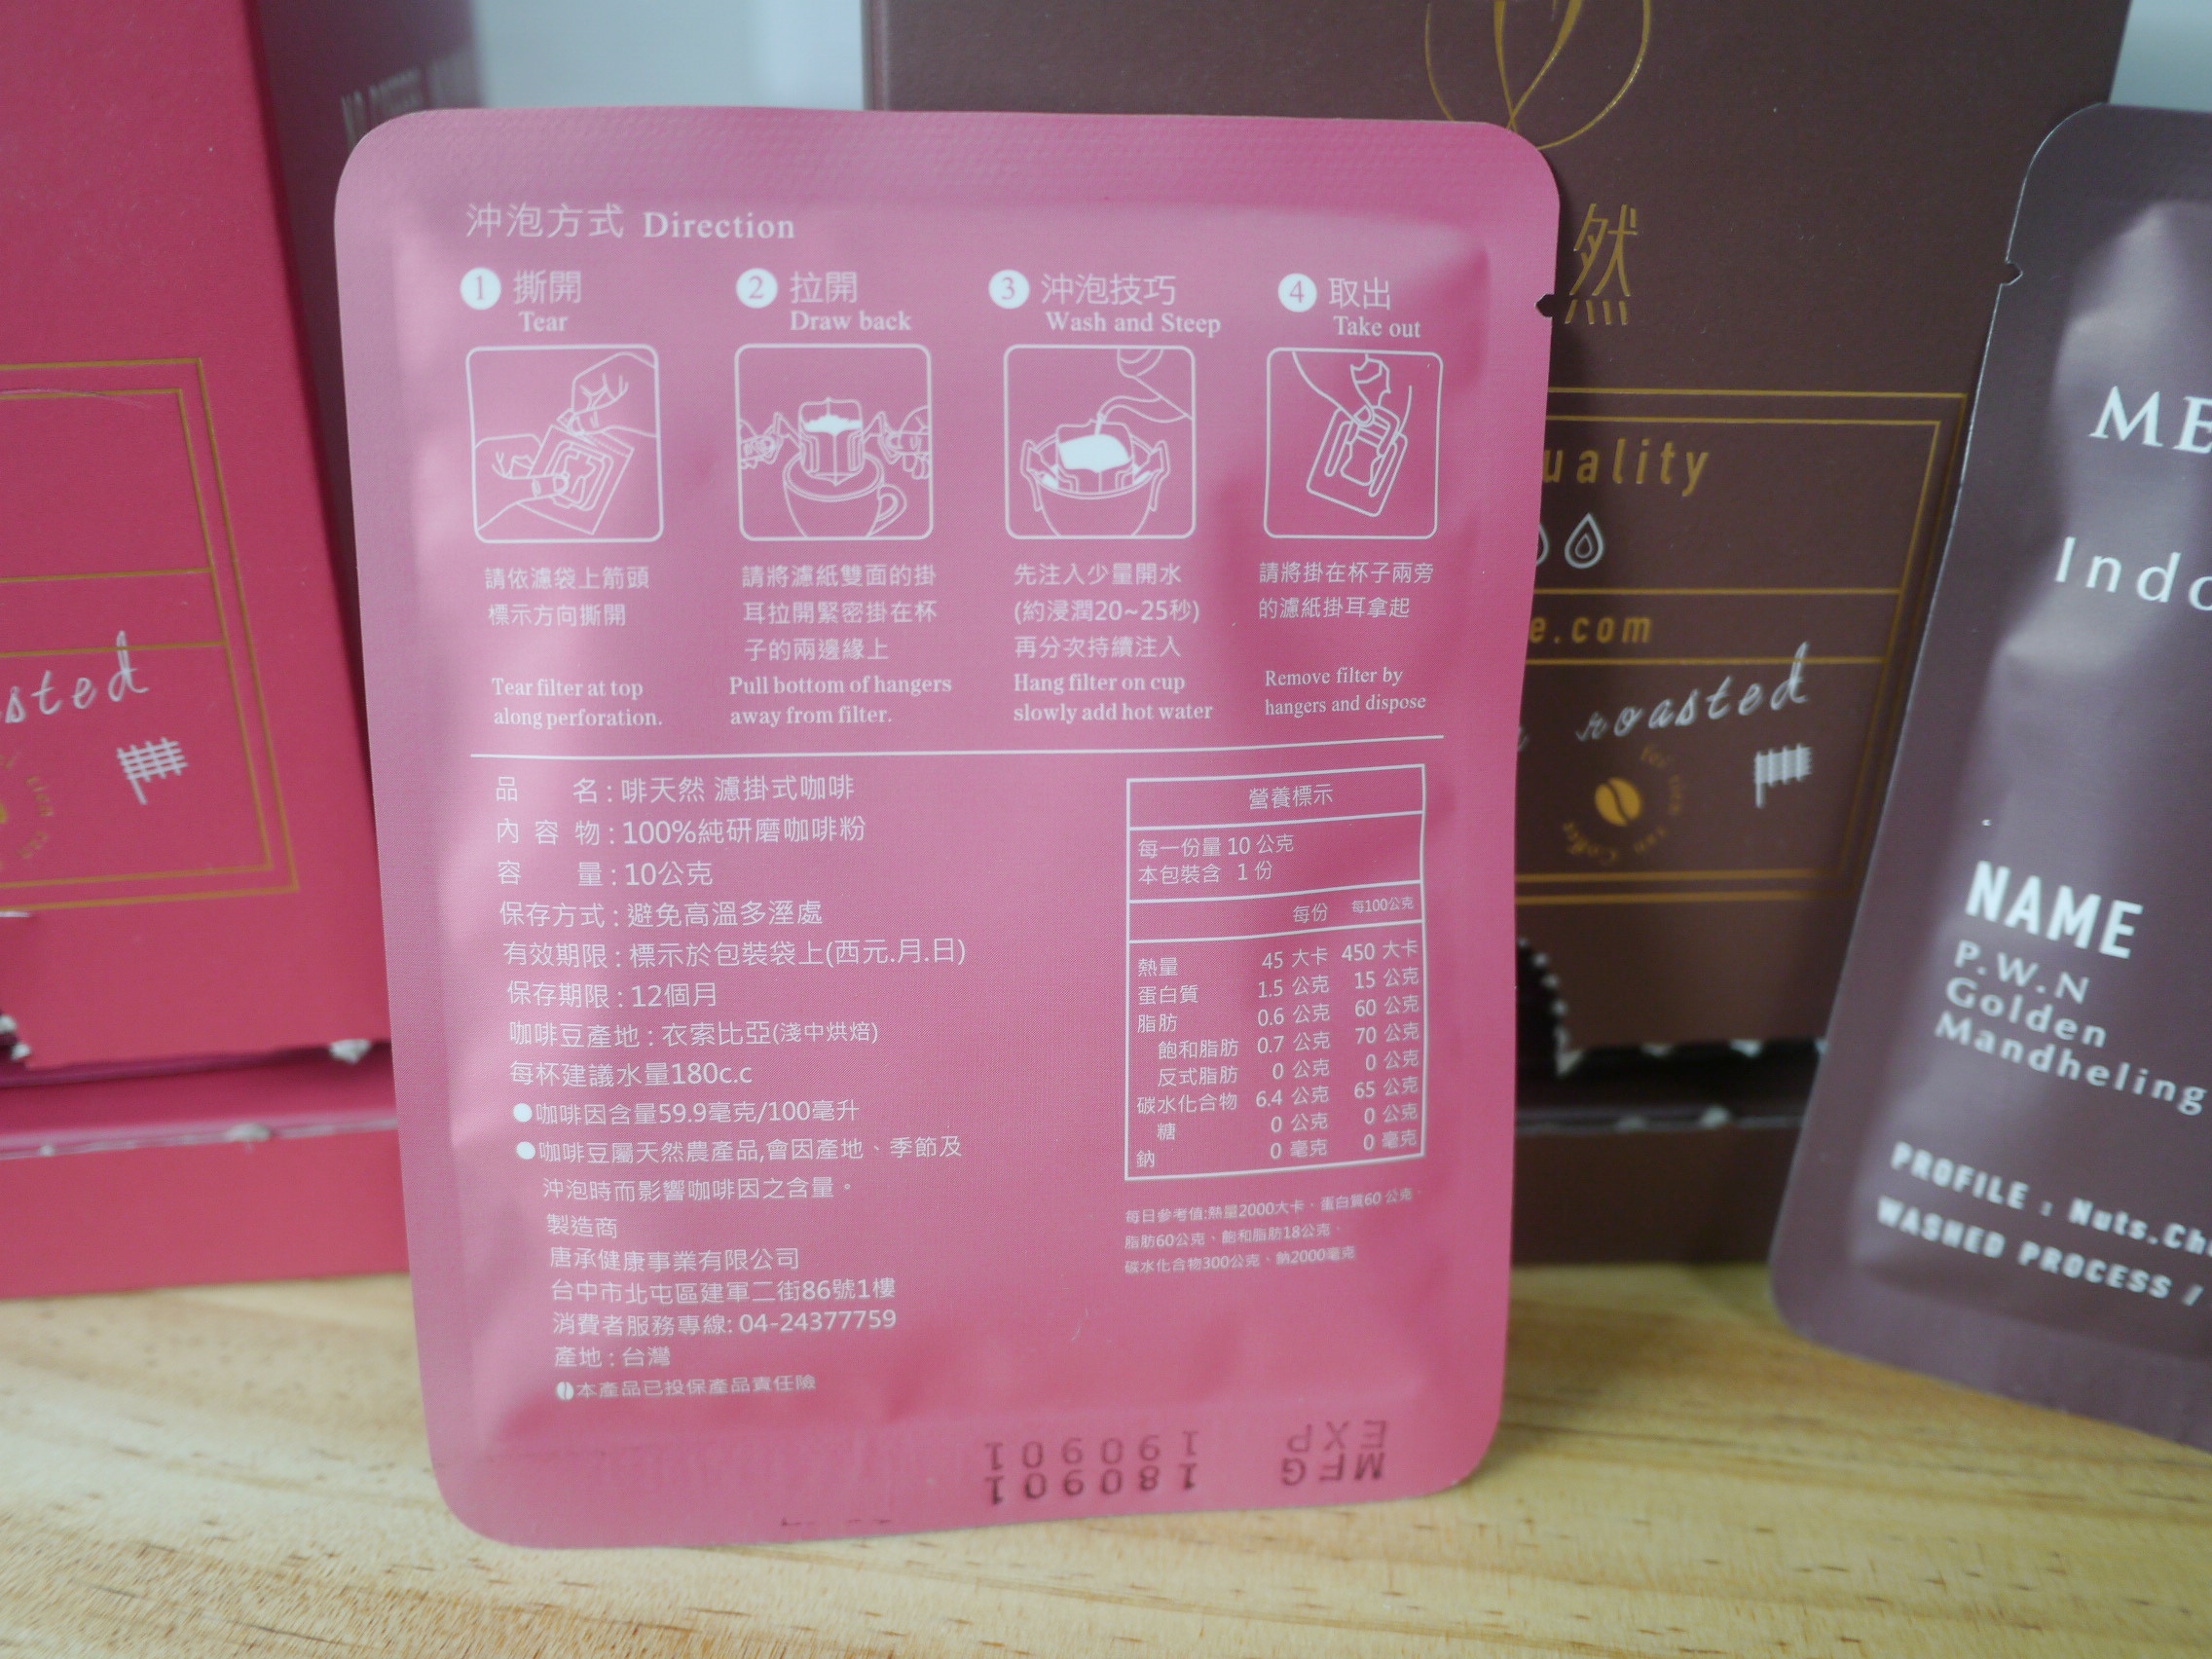 沖泡方式 Direction
1 撕開
Tear
2 拉開
Draw back
3 沖泡技巧
Wash and Steep
4 取出
Take out
請依濾袋上箭頭
標示方向撕開
Tear filter at top
along perforation.
請將濾紙雙面的掛
耳拉開緊密掛在杯
子的兩邊緣上
Pull bottom of hangers
away from filter.
先注入少量開水
(約浸潤20~25秒)
再分次持續注入
Hang filter on cup
slowly add hot water
請將掛在杯子兩旁
的濾紙掛耳拿起
Remove filter by
hangers and dispose
品 名:啡天然 濾掛式咖啡
內 容 物:100%純研磨咖啡粉
容 量:10公克
保存方式:避免高溫多溼處
有效期限:標示於包裝袋上(西元.月.日)
保存期限:12個月
咖啡豆產地:衣索比亞(淺中烘焙)
每杯建議水量180c.c
●咖啡因含量59.9毫克/100毫升
●咖啡豆屬天然農產品,會因產地、季節及
沖泡時而影響咖啡因之含量。
製造商
唐承健康事業有限公司
台中市北屯區建軍二街86號1樓
消費者服務專線:04-24377759
產地:台灣
本產品已投保產品責任險
營養標示
每一份量 10 公克
本包裝含 1 份
每份 每100公克
熱量 45 大卡 450 大卡
蛋白質 1.5 公克 15 公克
脂肪 0.6 公克 60 公克
飽和脂肪 0.7 公克 70 公克
反式脂肪 0 公克 0 公克
碳水化合物 6.4 公克 65 公克
糖 0 公克 0 公克
鈉 0 毫克 0 毫克
每日參考值:熱量2000大卡、蛋白質60 公克、
脂肪60公克、飽和脂肪18公克、
碳水化合物300公克、鈉2000毫克
MFG 180901
EXP 190901
sted
然
uality
e.com
roasted
Coffee
ME
Indo
NAME
P.W.N
Golden
Mandheling
PROFILE : Nuts.Ch
WASHED PROCESS /